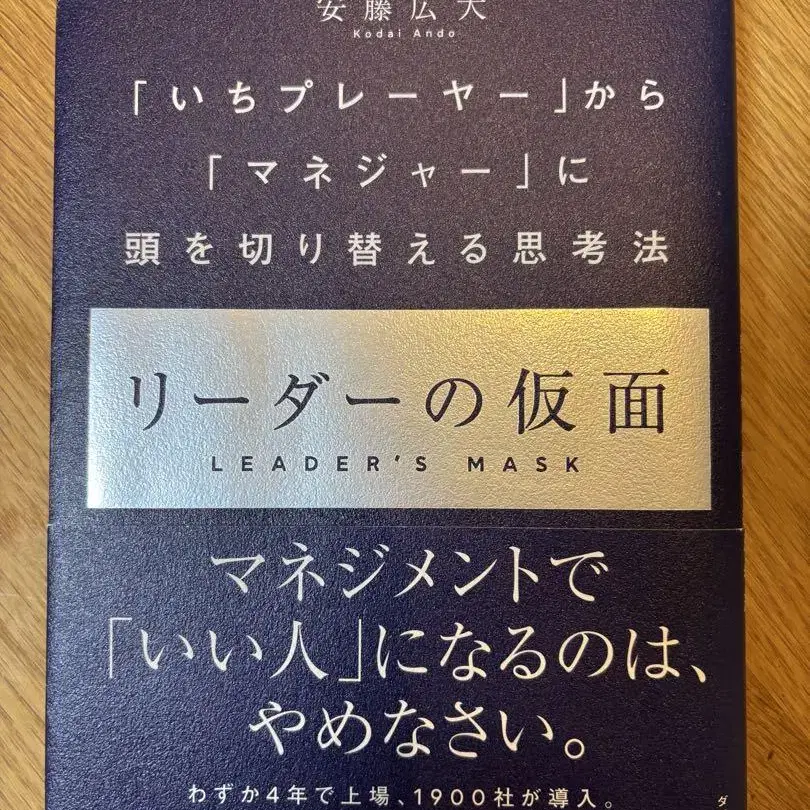 安藤広大
Kodai Ando
「いちプレーヤー」から
「マネジャー」に
頭を切り替える思考法
リーダーの仮面
LEADER'S MASK
マネジメントで
「いい人」になるのは、
やめなさい。
わずか4年で上場、1900社が導入。
ダ